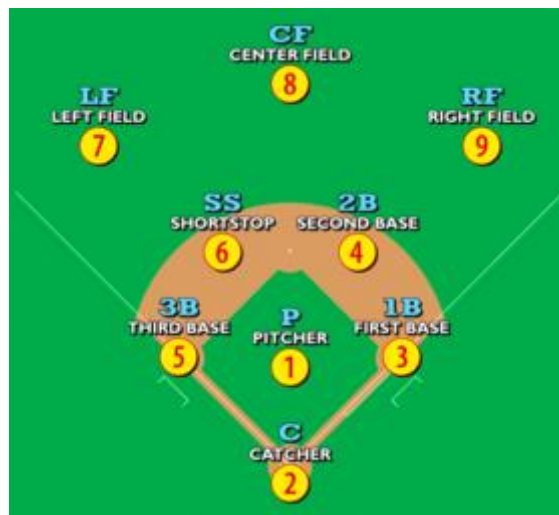 CF
CENTER FIELD
8
LF
LEFT FIELD
7
RF
RIGHT FIELD
9
SS
SHORTSTOP
6
2B
SECOND BASE
4
3B
THIRD BASE
5
P
PITCHER
1
1B
FIRST BASE
3
C
CATCHER
2